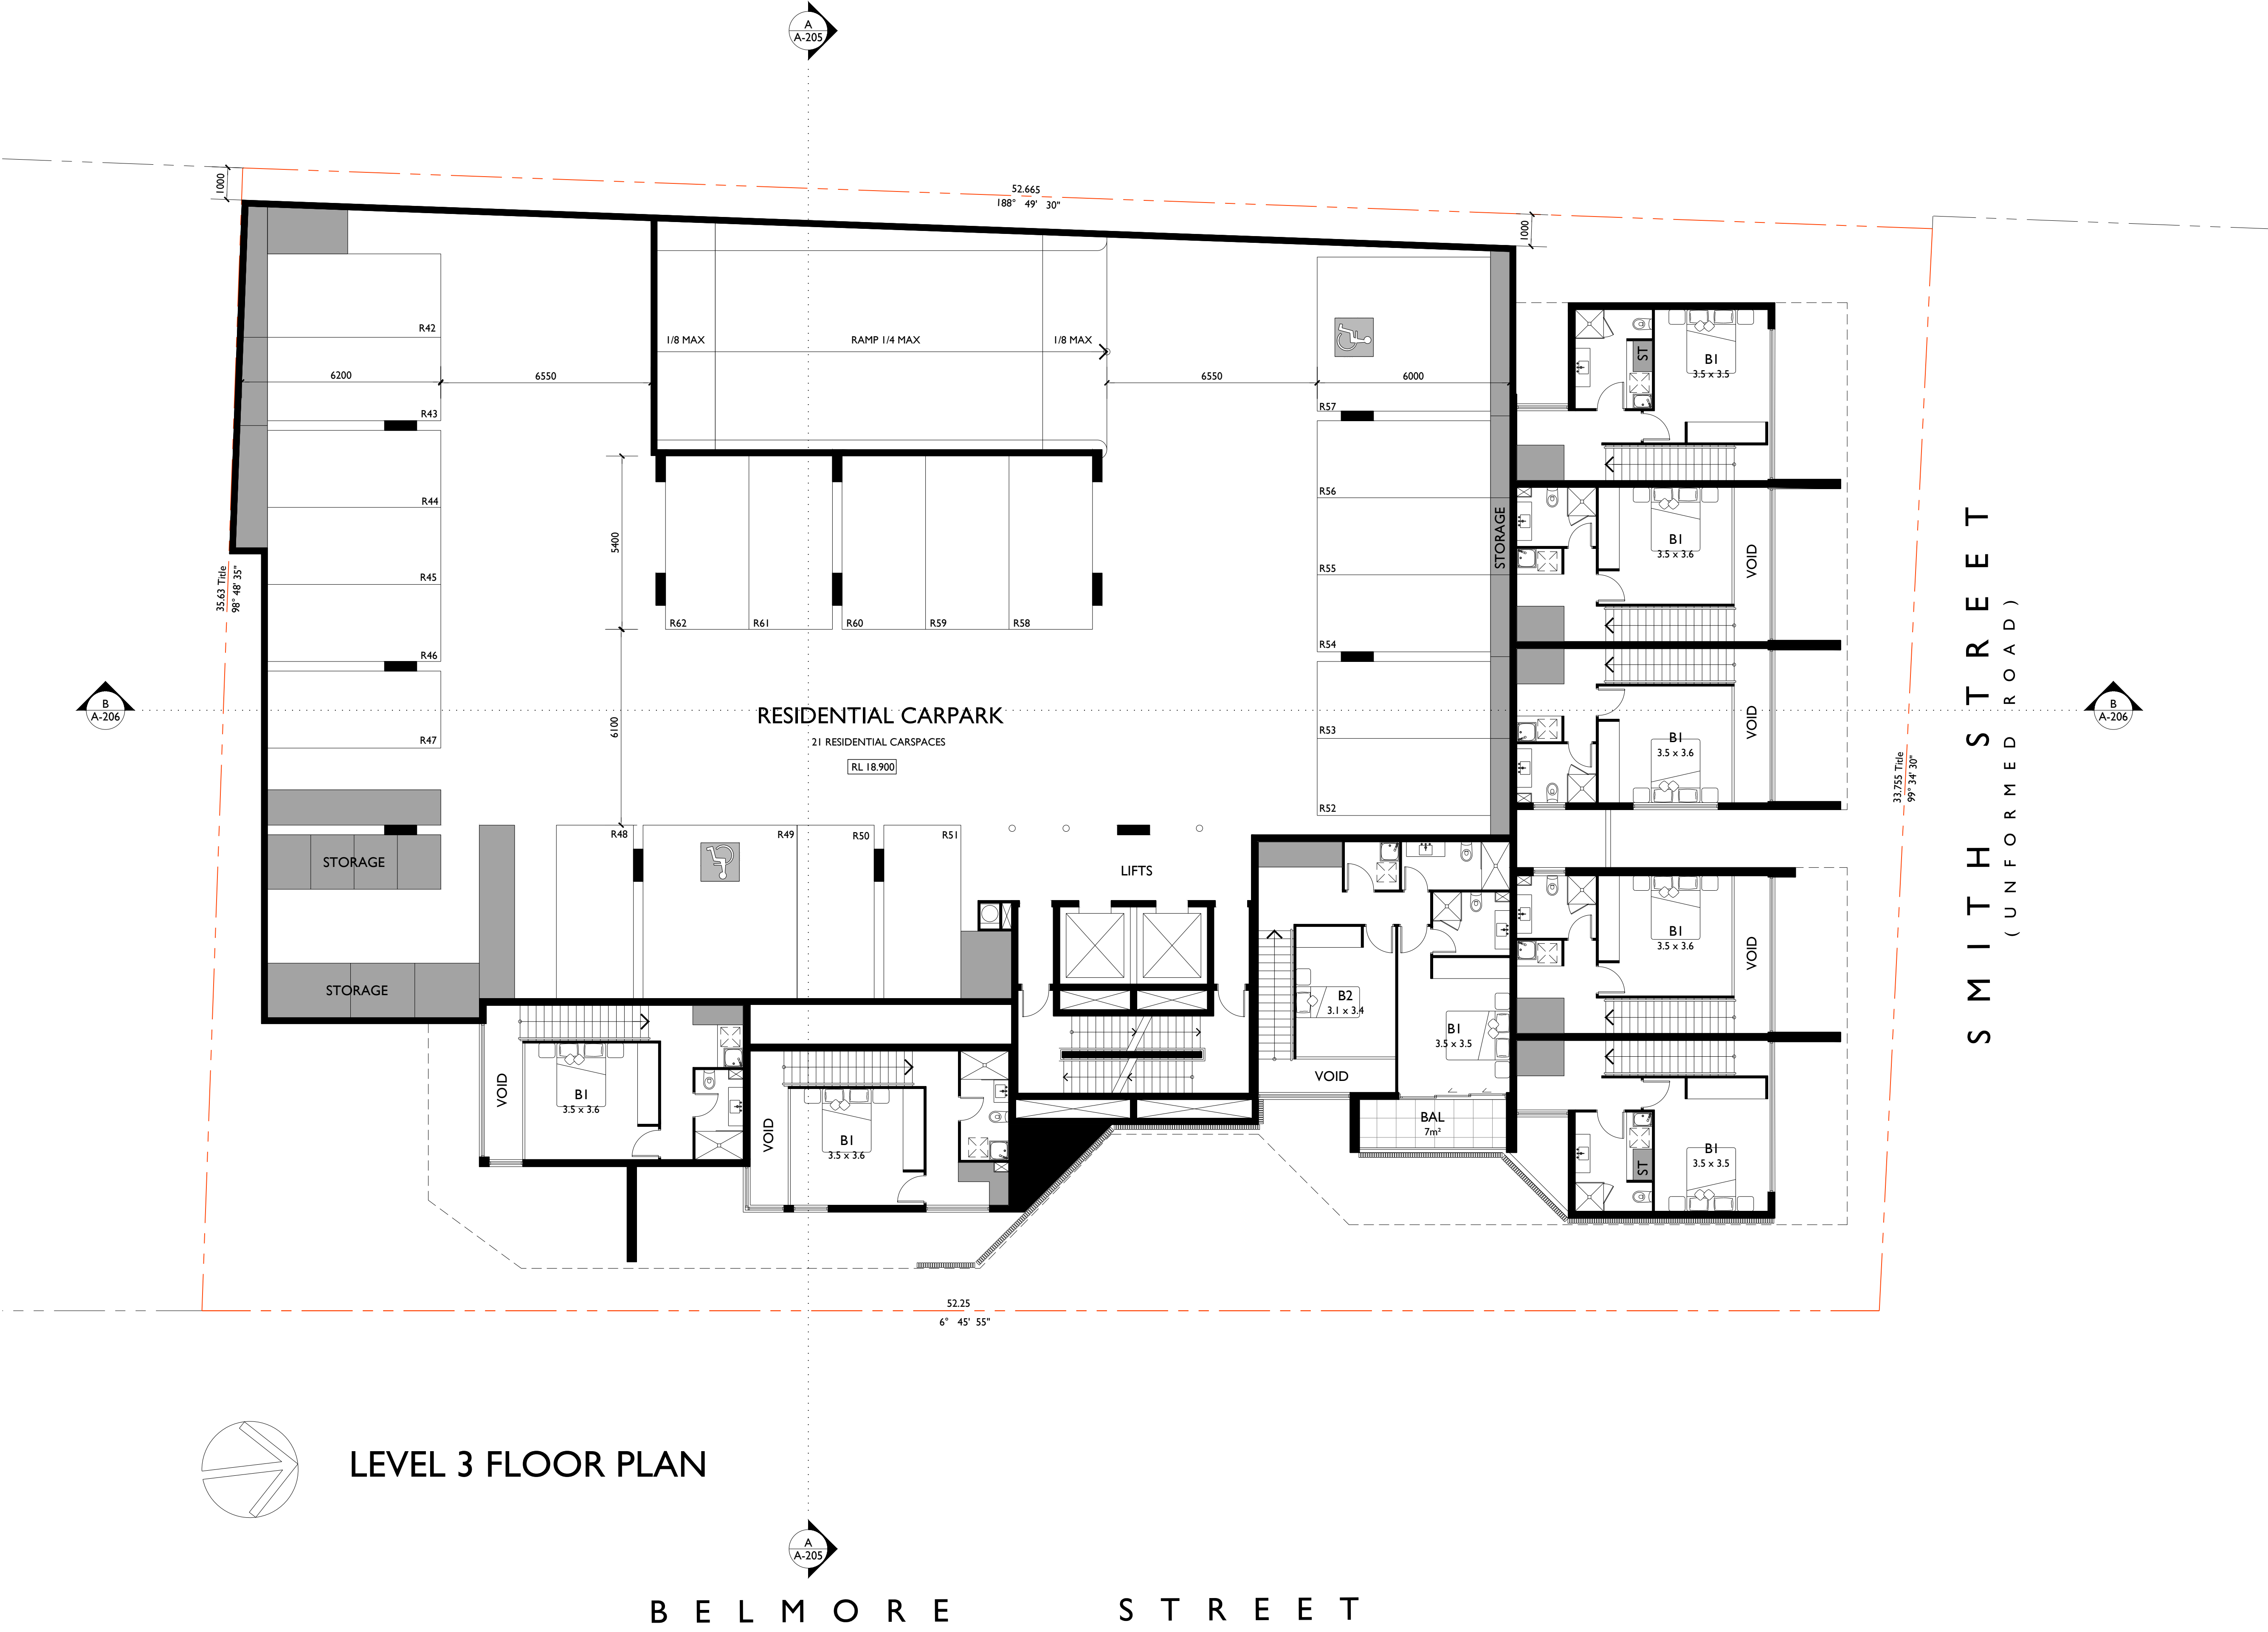 A
A-205
1000
52.665
188° 49' 30"
1000
R42
1/8 MAX
RAMP 1/4 MAX
1/8 MAX
6200
6550
6550
6000
R43
R57
B1
3.5 x 3.5
ST
R44
R56
5400
STORAGE
B1
3.5 x 3.6
VOID
35.63 Title
98° 48' 35"
R45
R55
R62
R61
R60
R59
R58
R46
R54
SMITH STREET
(UNFORMED ROAD)
B
A-206
RESIDENTIAL CARPARK
21 RESIDENTIAL CARSPACES
RL 18.900
6100
R47
R53
B1
3.5 x 3.6
VOID
B
A-206
33.755 Title
99° 34' 30"
R52
R48
R49
R50
R51
STORAGE
LIFTS
B1
3.5 x 3.6
VOID
STORAGE
B2
3.1 x 3.4
B1
3.5 x 3.5
VOID
VOID
B1
3.5 x 3.6
VOID
B1
3.5 x 3.6
BAL
7m²
B1
3.5 x 3.5
ST
52.25
6° 45' 55"
LEVEL 3 FLOOR PLAN
A
A-205
BELMORE STREET